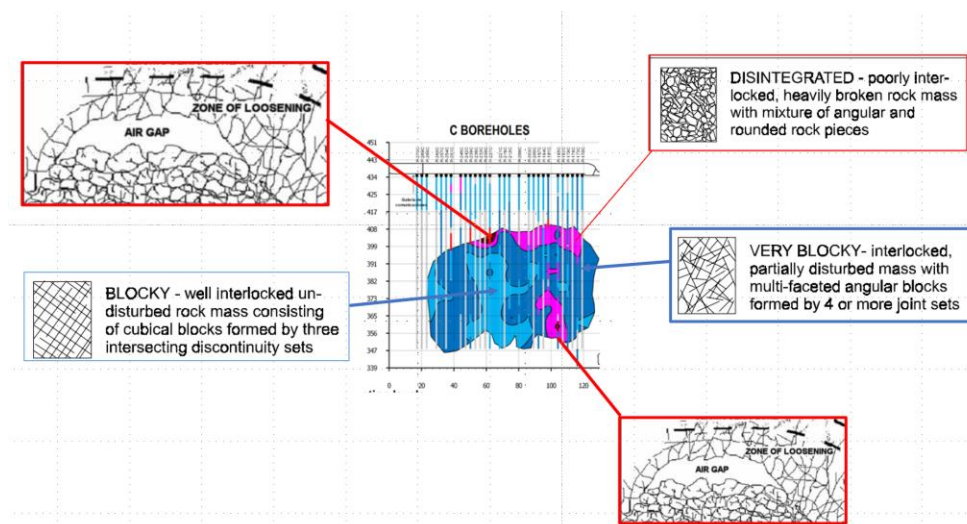 ZONE OF LOOSENING
AIR GAP
DISINTEGRATED - poorly inter-
locked, heavily broken rock mass
with mixture of angular and
rounded rock pieces
C BOREHOLES
451
443
434
425
417
408
399
391
382
373
365
356
347
339
0 20 40 60 80 100 120
BLOCKY - well interlocked un-
disturbed rock mass consisting
of cubical blocks formed by three
intersecting discontinuity sets
VERY BLOCKY- interlocked,
partially disturbed mass with
multi-faceted angular blocks
formed by 4 or more joint sets
ZONE OF LOOSENING
AIR GAP